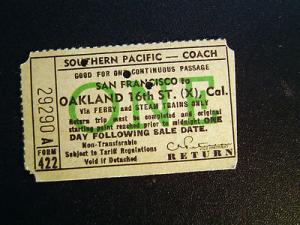 SOUTHERN PACIFIC — COACH
GOOD FOR ONE CONTINUOUS PASSAGE
SAN FRANCISCO to
OAKLAND 16th ST. (X), Cal.
Via FERRY and STEAM TRAINS ONLY
Return trip must be completed and original
starting point reached prior to midnight ONE
DAY FOLLOWING SALE DATE.
Non-Transferable
Subject to Tariff Regulations
Void if Detached
RETURN
29290 A
FORM
422